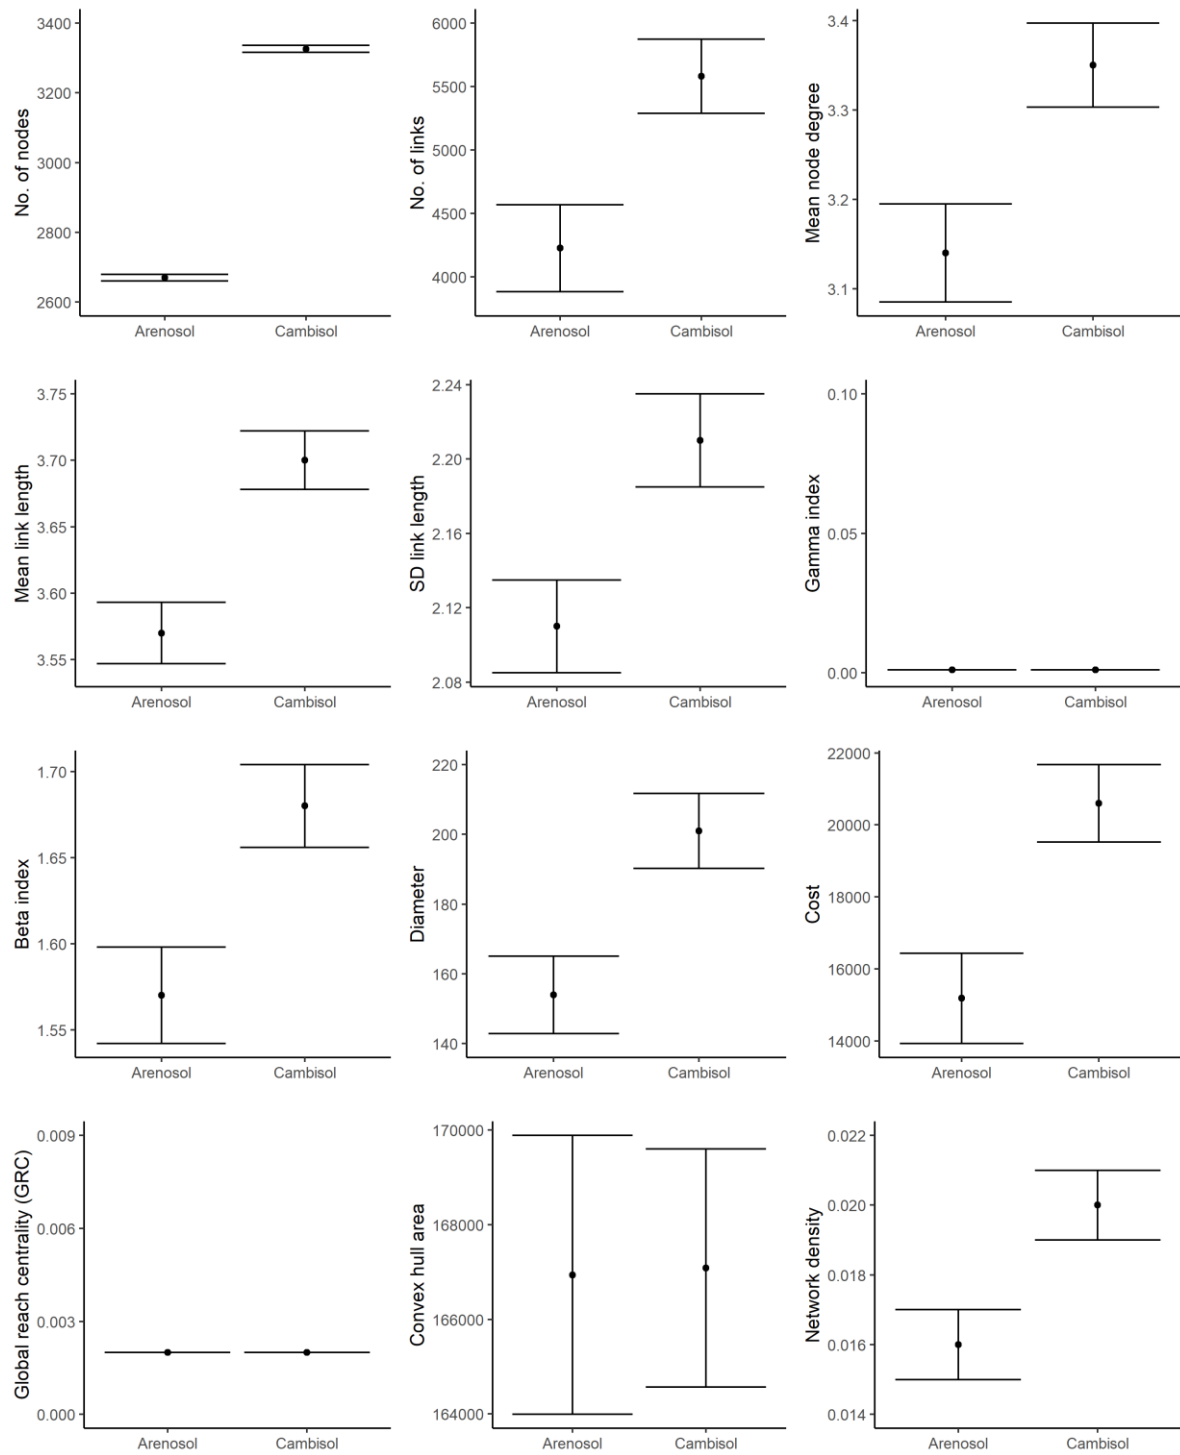 No. of nodes
3400
3200
3000
2800
2600
Arenosol
Cambisol
No. of links
6000
5500
5000
4500
4000
Arenosol
Cambisol
Mean node degree
3.4
3.3
3.2
3.1
Arenosol
Cambisol
Mean link length
3.75
3.70
3.65
3.60
3.55
Arenosol
Cambisol
SD link length
2.24
2.20
2.16
2.12
2.08
Arenosol
Cambisol
Gamma index
0.10
0.05
0.00
Arenosol
Cambisol
Beta index
1.70
1.65
1.60
1.55
Arenosol
Cambisol
Diameter
220
200
180
160
140
Arenosol
Cambisol
Cost
22000
20000
18000
16000
14000
Arenosol
Cambisol
Global reach centrality (GRC)
0.009
0.006
0.003
0.000
Arenosol
Cambisol
Convex hull area
170000
168000
166000
164000
Arenosol
Cambisol
Network density
0.022
0.020
0.018
0.016
0.014
Arenosol
Cambisol